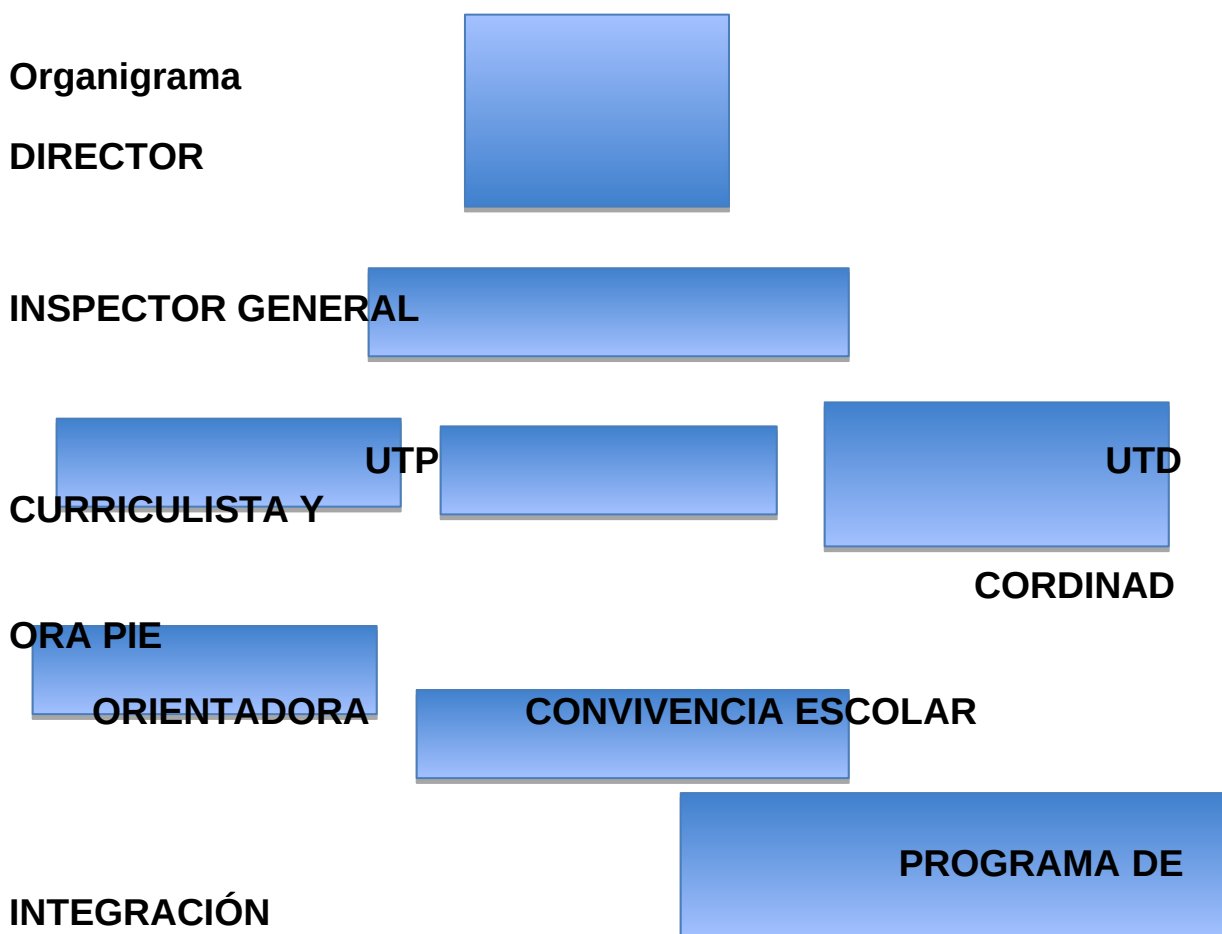 Organigrama
DIRECTOR
INSPECTOR GENERAL
UTP UTD
CURRICULISTA Y
CORDINAD
ORA PIE
ORIENTADORA CONVIVENCIA ESCOLAR
PROGRAMA DE
INTEGRACIÓN